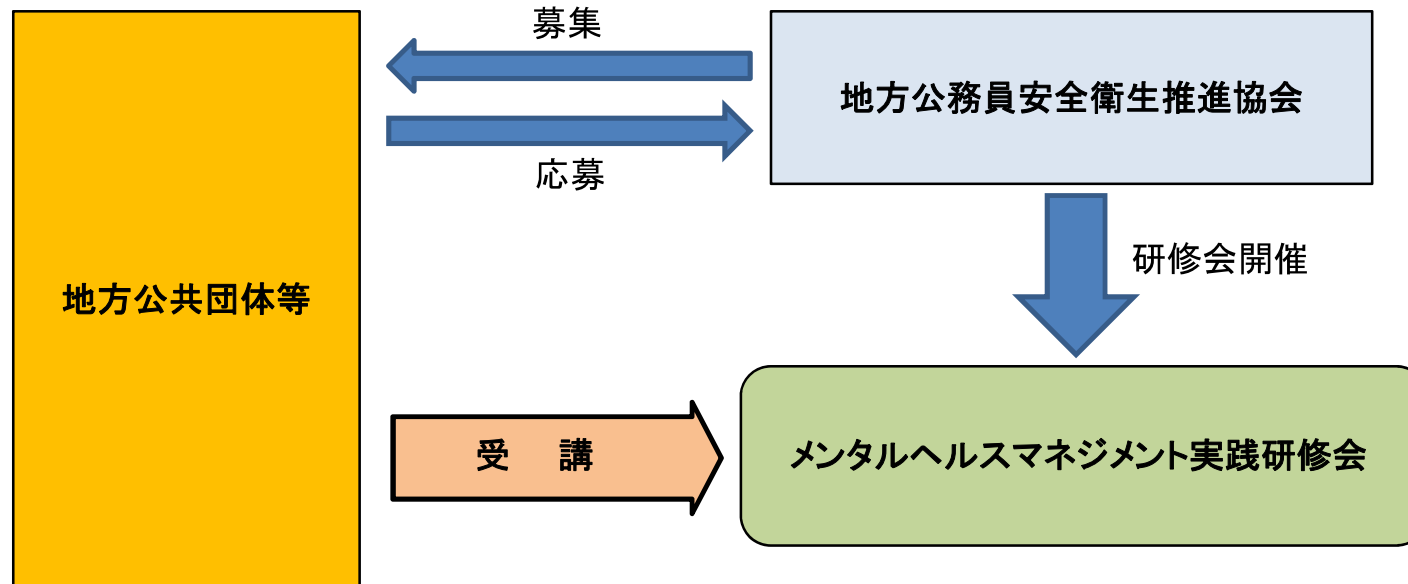 募集
地方公務員安全衛生推進協会
応募
研修会開催
地方公共団体等
受　講
メンタルヘルスマネジメント実践研修会